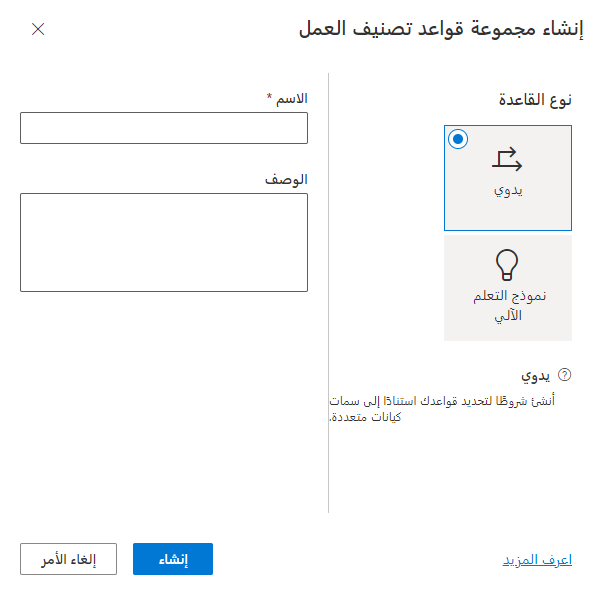 إنشاء مجموعة قواعد تصنيف العمل
نوع القاعدة
يدوي
نموذج التعلم
الآلي
يدوي
أنشئ شروطًا لتحديد قواعدك استنادًا إلى سمات
كيانات متعددة.
الاسم *
الوصف
اعرف المزيد
إنشاء
إلغاء الأمر